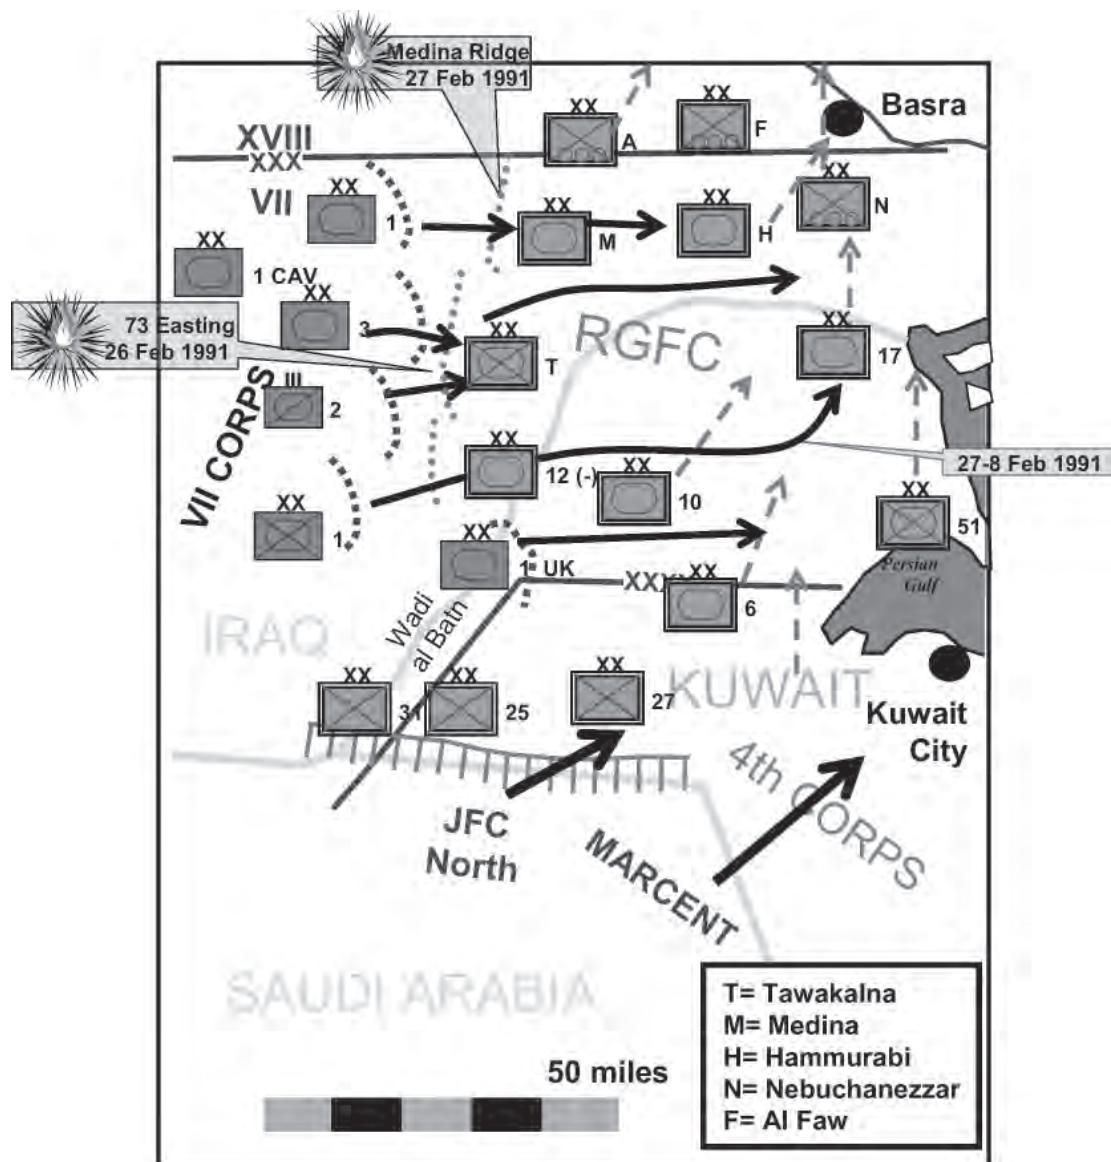 Medina Ridge
27 Feb 1991
XX
A
XX
F
Basra
XVIII
XXX
VII
XX
1
XX
M
XX
H
XX
N
XX
1 CAV
XX
3
73 Easting
26 Feb 1991
XX
T
RGFC
XX
17
III
2
VII CORPS
XX
12 (-)
XX
10
27-8 Feb 1991
XX
1
XX
1 UK
XX
51
Persian
Gulf
XX
6
IRAQ
Wadi
al Batn
XX
31
XX
25
XX
27
KUWAIT
Kuwait
City
4th CORPS
JFC
North
MARCENT
SAUDI ARABIA
50 miles
T= Tawakalna
M= Medina
H= Hammurabi
N= Nebuchanezzar
F= Al Faw